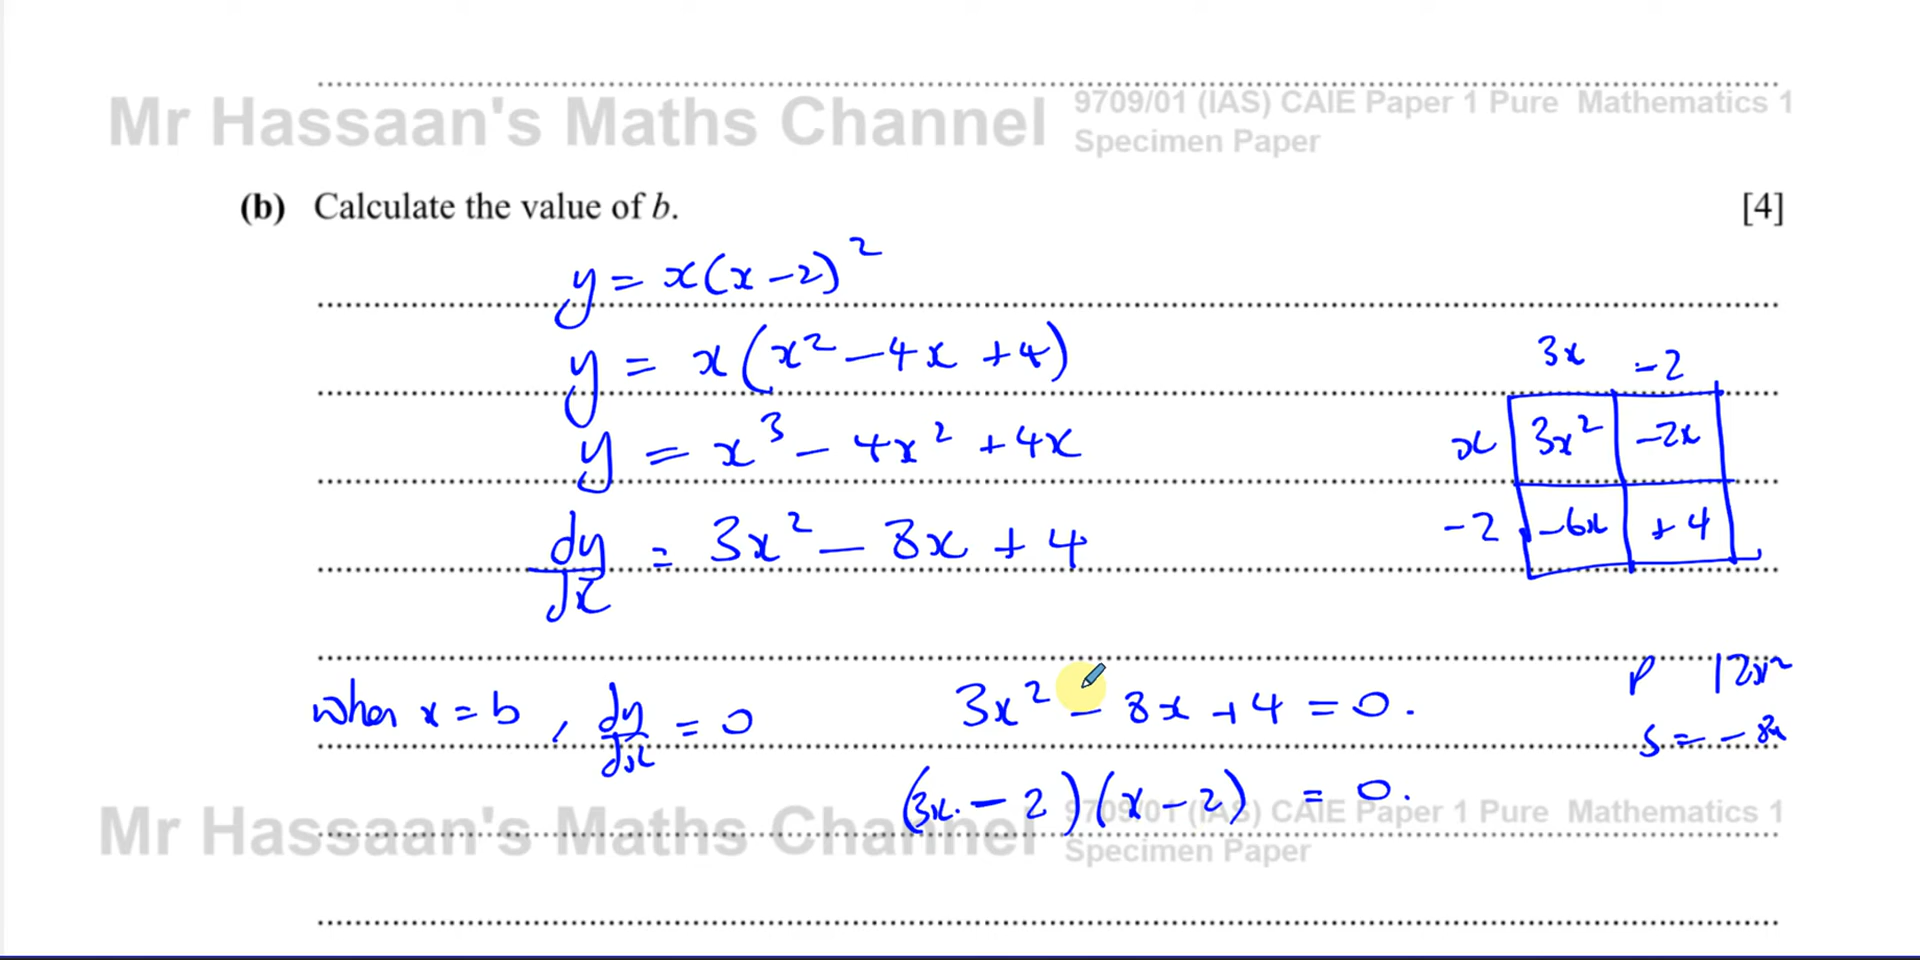 Mr Hassaan's Maths Channel 9709/01 (IAS) CAIE Paper 1 Pure Mathematics 1
Specimen Paper
(b) Calculate the value of b. [4]
y = x(x - 2)²
y = x(x² - 4x + 4)
y = x³ - 4x² + 4x
dy/dx = 3x² - 8x + 4
3x -2
x 3x² -2x
-2 -6x +4
P 12x²
S = -8x
when x = b, dy/dx = 0 3x² - 8x + 4 = 0.
(3x - 2)(x - 2) = 0.
Mr Hassaan's Maths Channel 9709/01 (IAS) CAIE Paper 1 Pure Mathematics 1
Specimen Paper